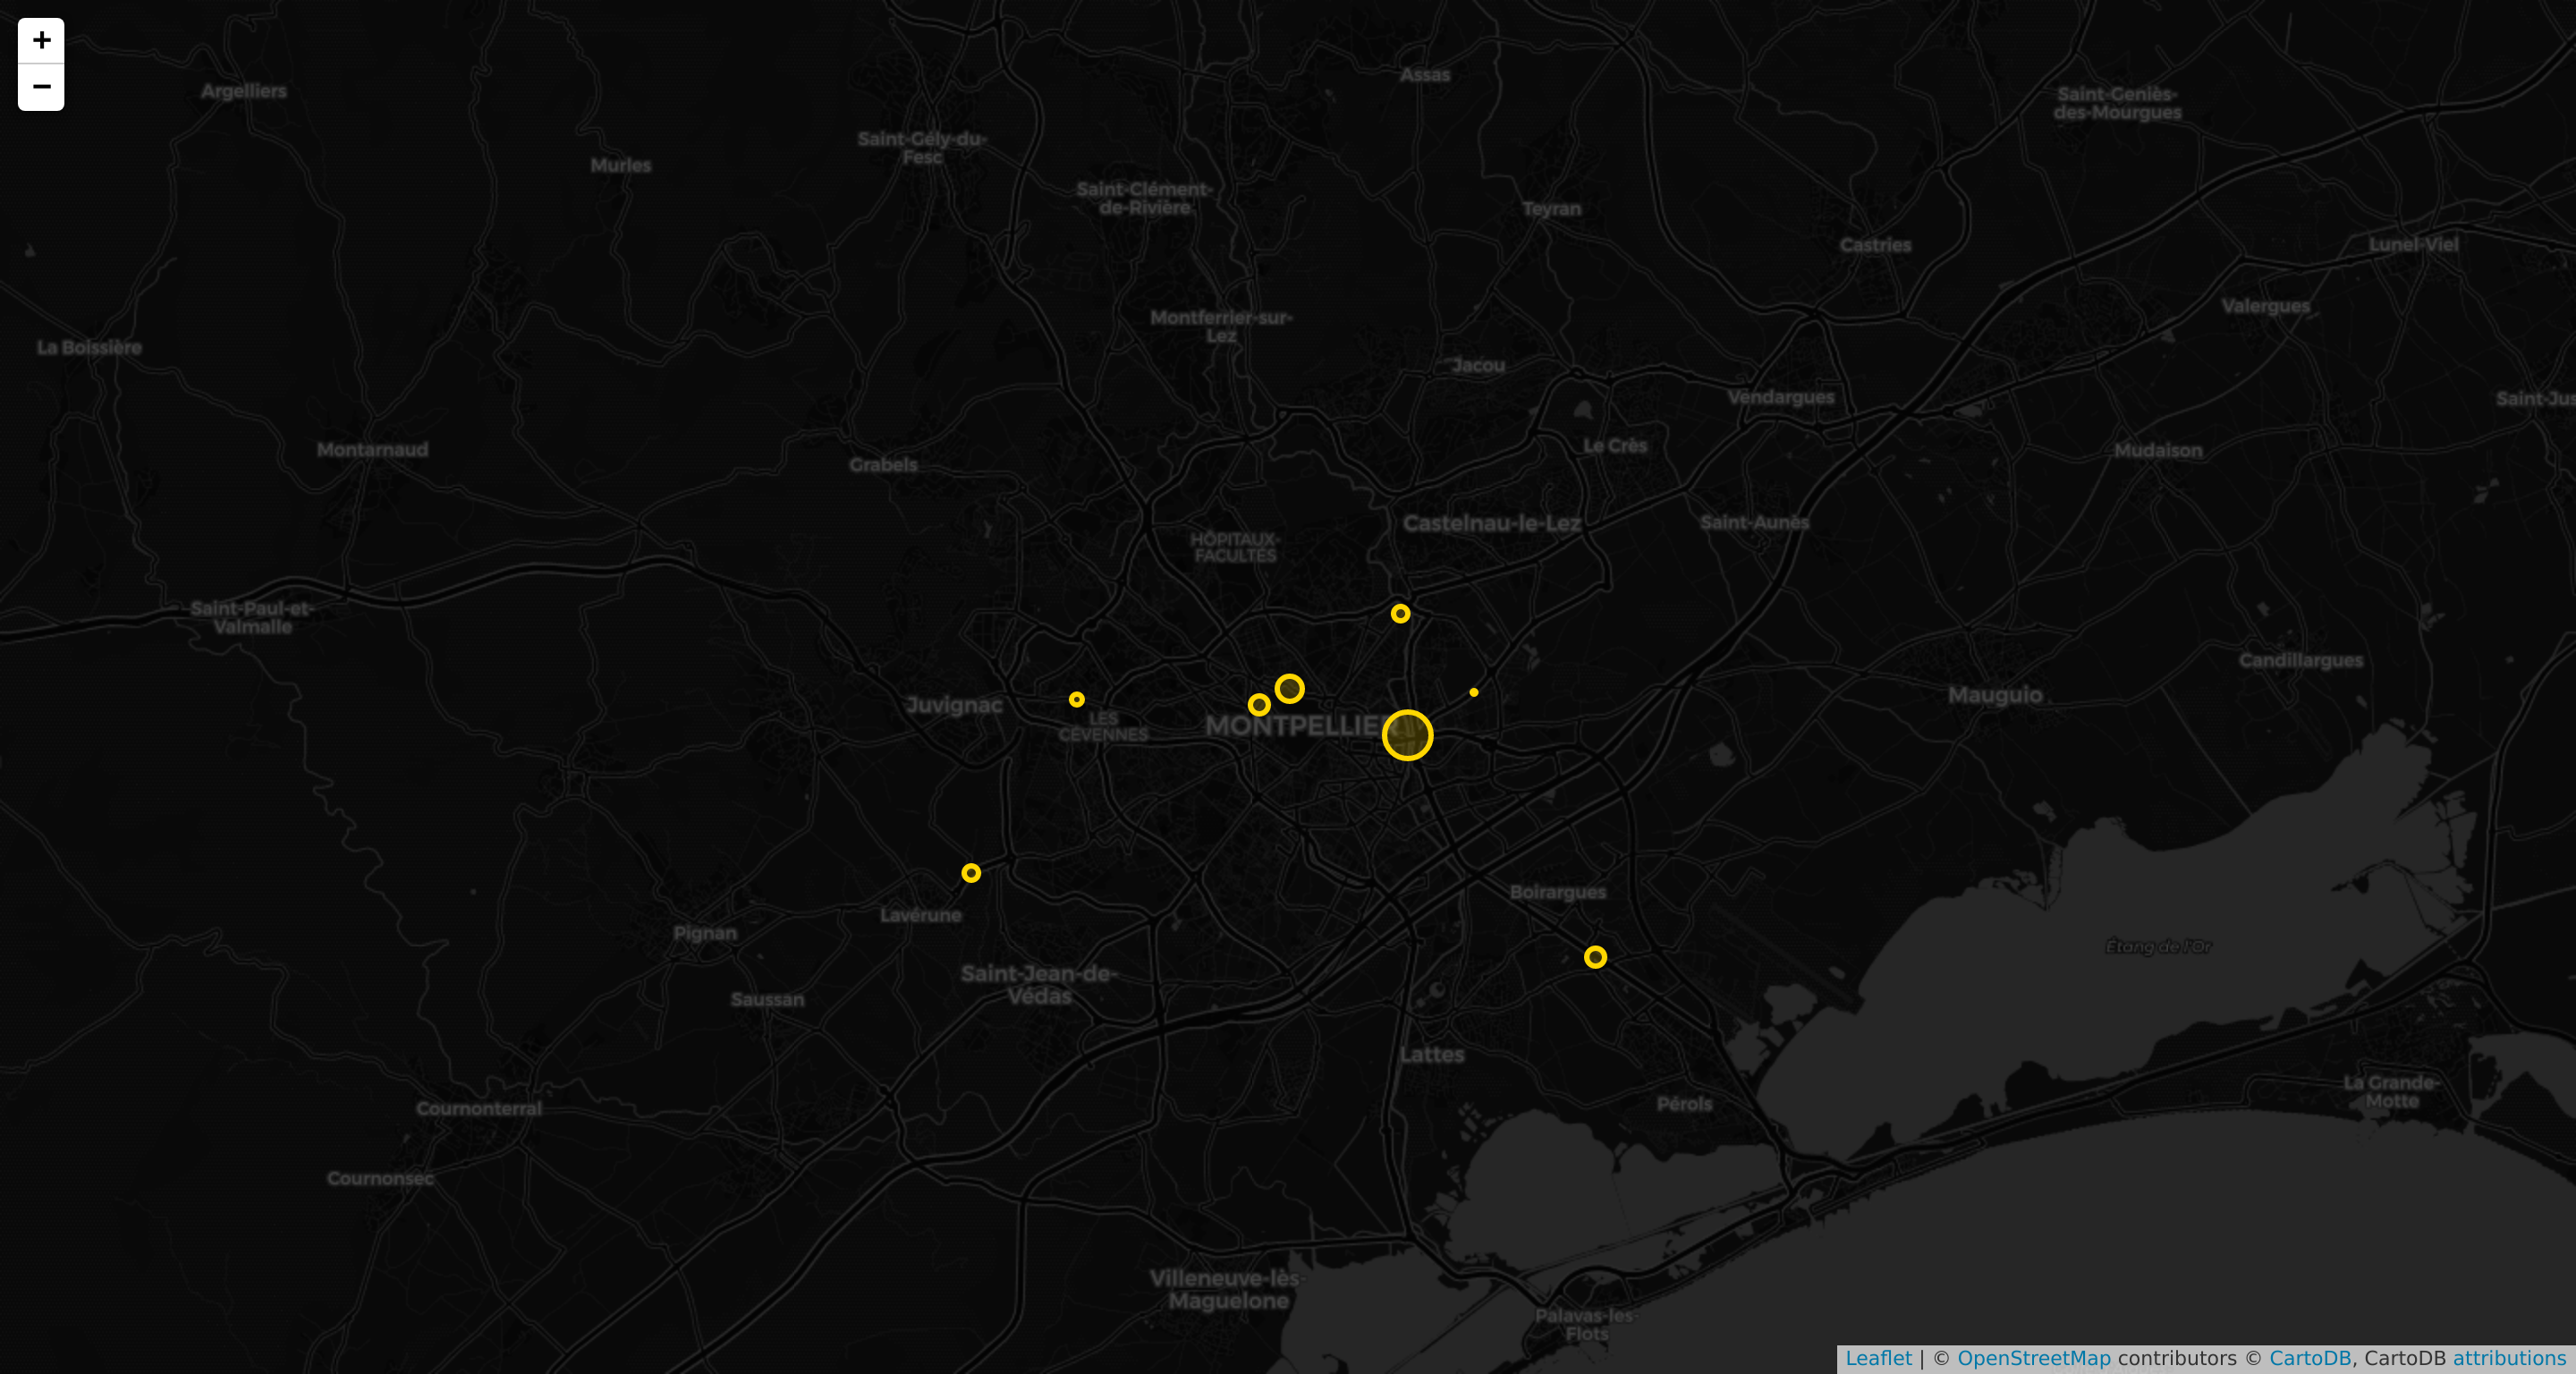 +
−
Argelliers
Assas
Saint-Geniès-
des-Mourgues
Saint-Gély-du-
Fesc
Murles
Saint-Clément-
de-Rivière
Teyran
Castries
Lunel-Viel
Valergues
Montferrier-sur-
Lez
La Boissière
Jacou
Vendargues
Saint-Jus
Montarnaud
Grabels
Le Crès
Mudaison
Castelnau-le-Lez
Saint-Aunès
HÔPITAUX-
FACULTÉS
Saint-Paul-et-
Valmalle
Candillargues
Mauguio
Juvignac
LES
CÉVENNES
MONTPELLIER
Boirargues
Lavérune
Pignan
Étang de l'Or
Saint-Jean-de-
Védas
Saussan
Lattes
La Grande-
Motte
Pérols
Cournonterral
Cournonsec
Villeneuve-lès-
Maguelone
Palavas-les-
Flots
Leaflet | © OpenStreetMap contributors © CartoDB, CartoDB attributions